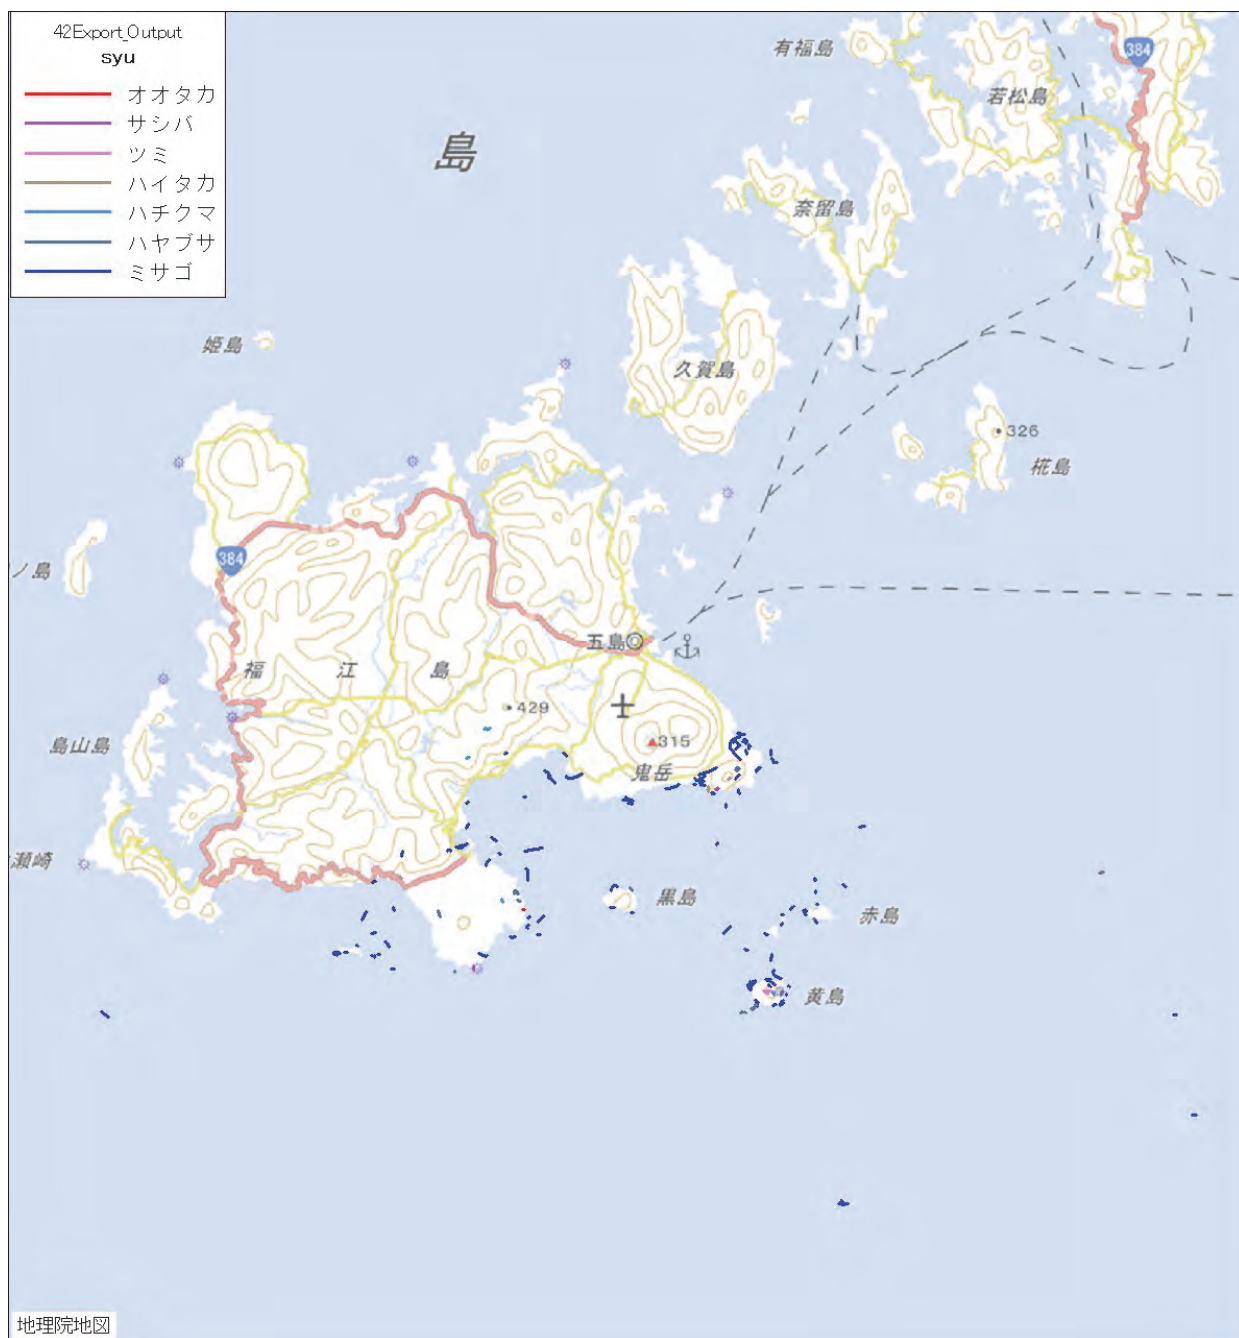 42Export_Output
syu
オオタカ
サシバ
ツミ
ハイタカ
ハチクマ
ハヤブサ
ミサゴ
有福島
384
若松島
島
奈留島
姫島
久賀島
326
椛島
384
ノ島
五島
福江島
429
島山島
315
鬼岳
瀬崎
黒島
赤島
黄島
地理院地図